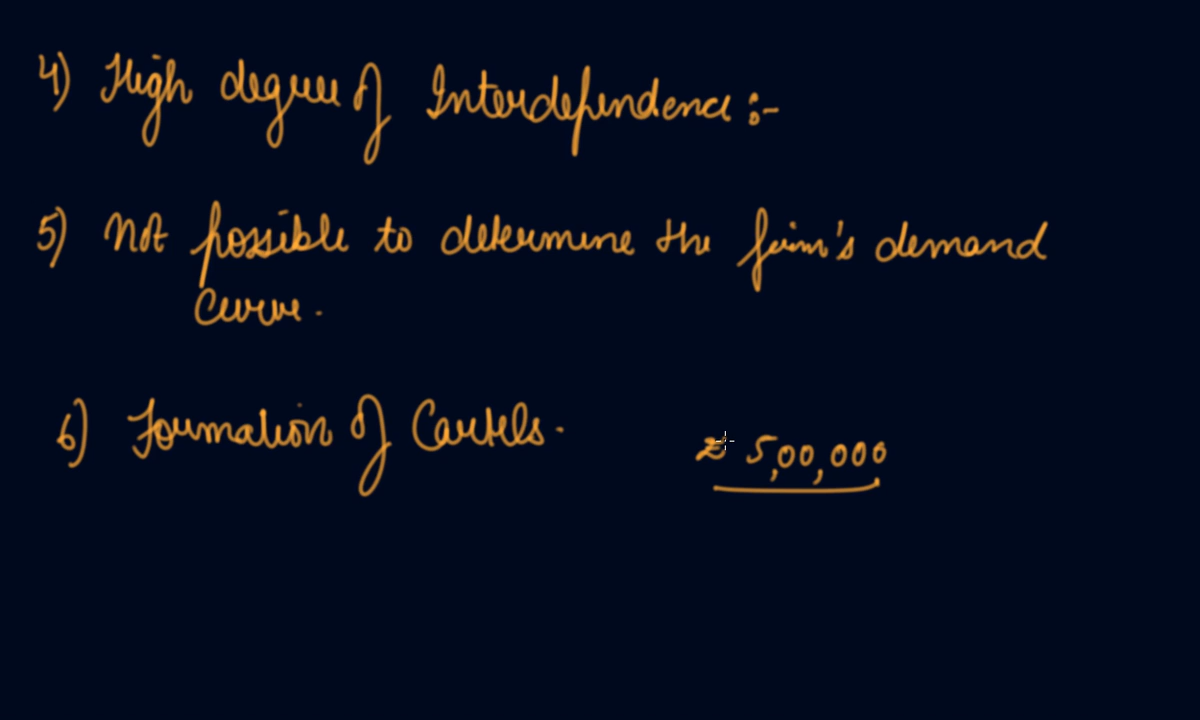 4) High degree of Interdependence :-
5) Not possible to determine the firm's demand
curve.
6) Formation of Cartels.
5,00,000